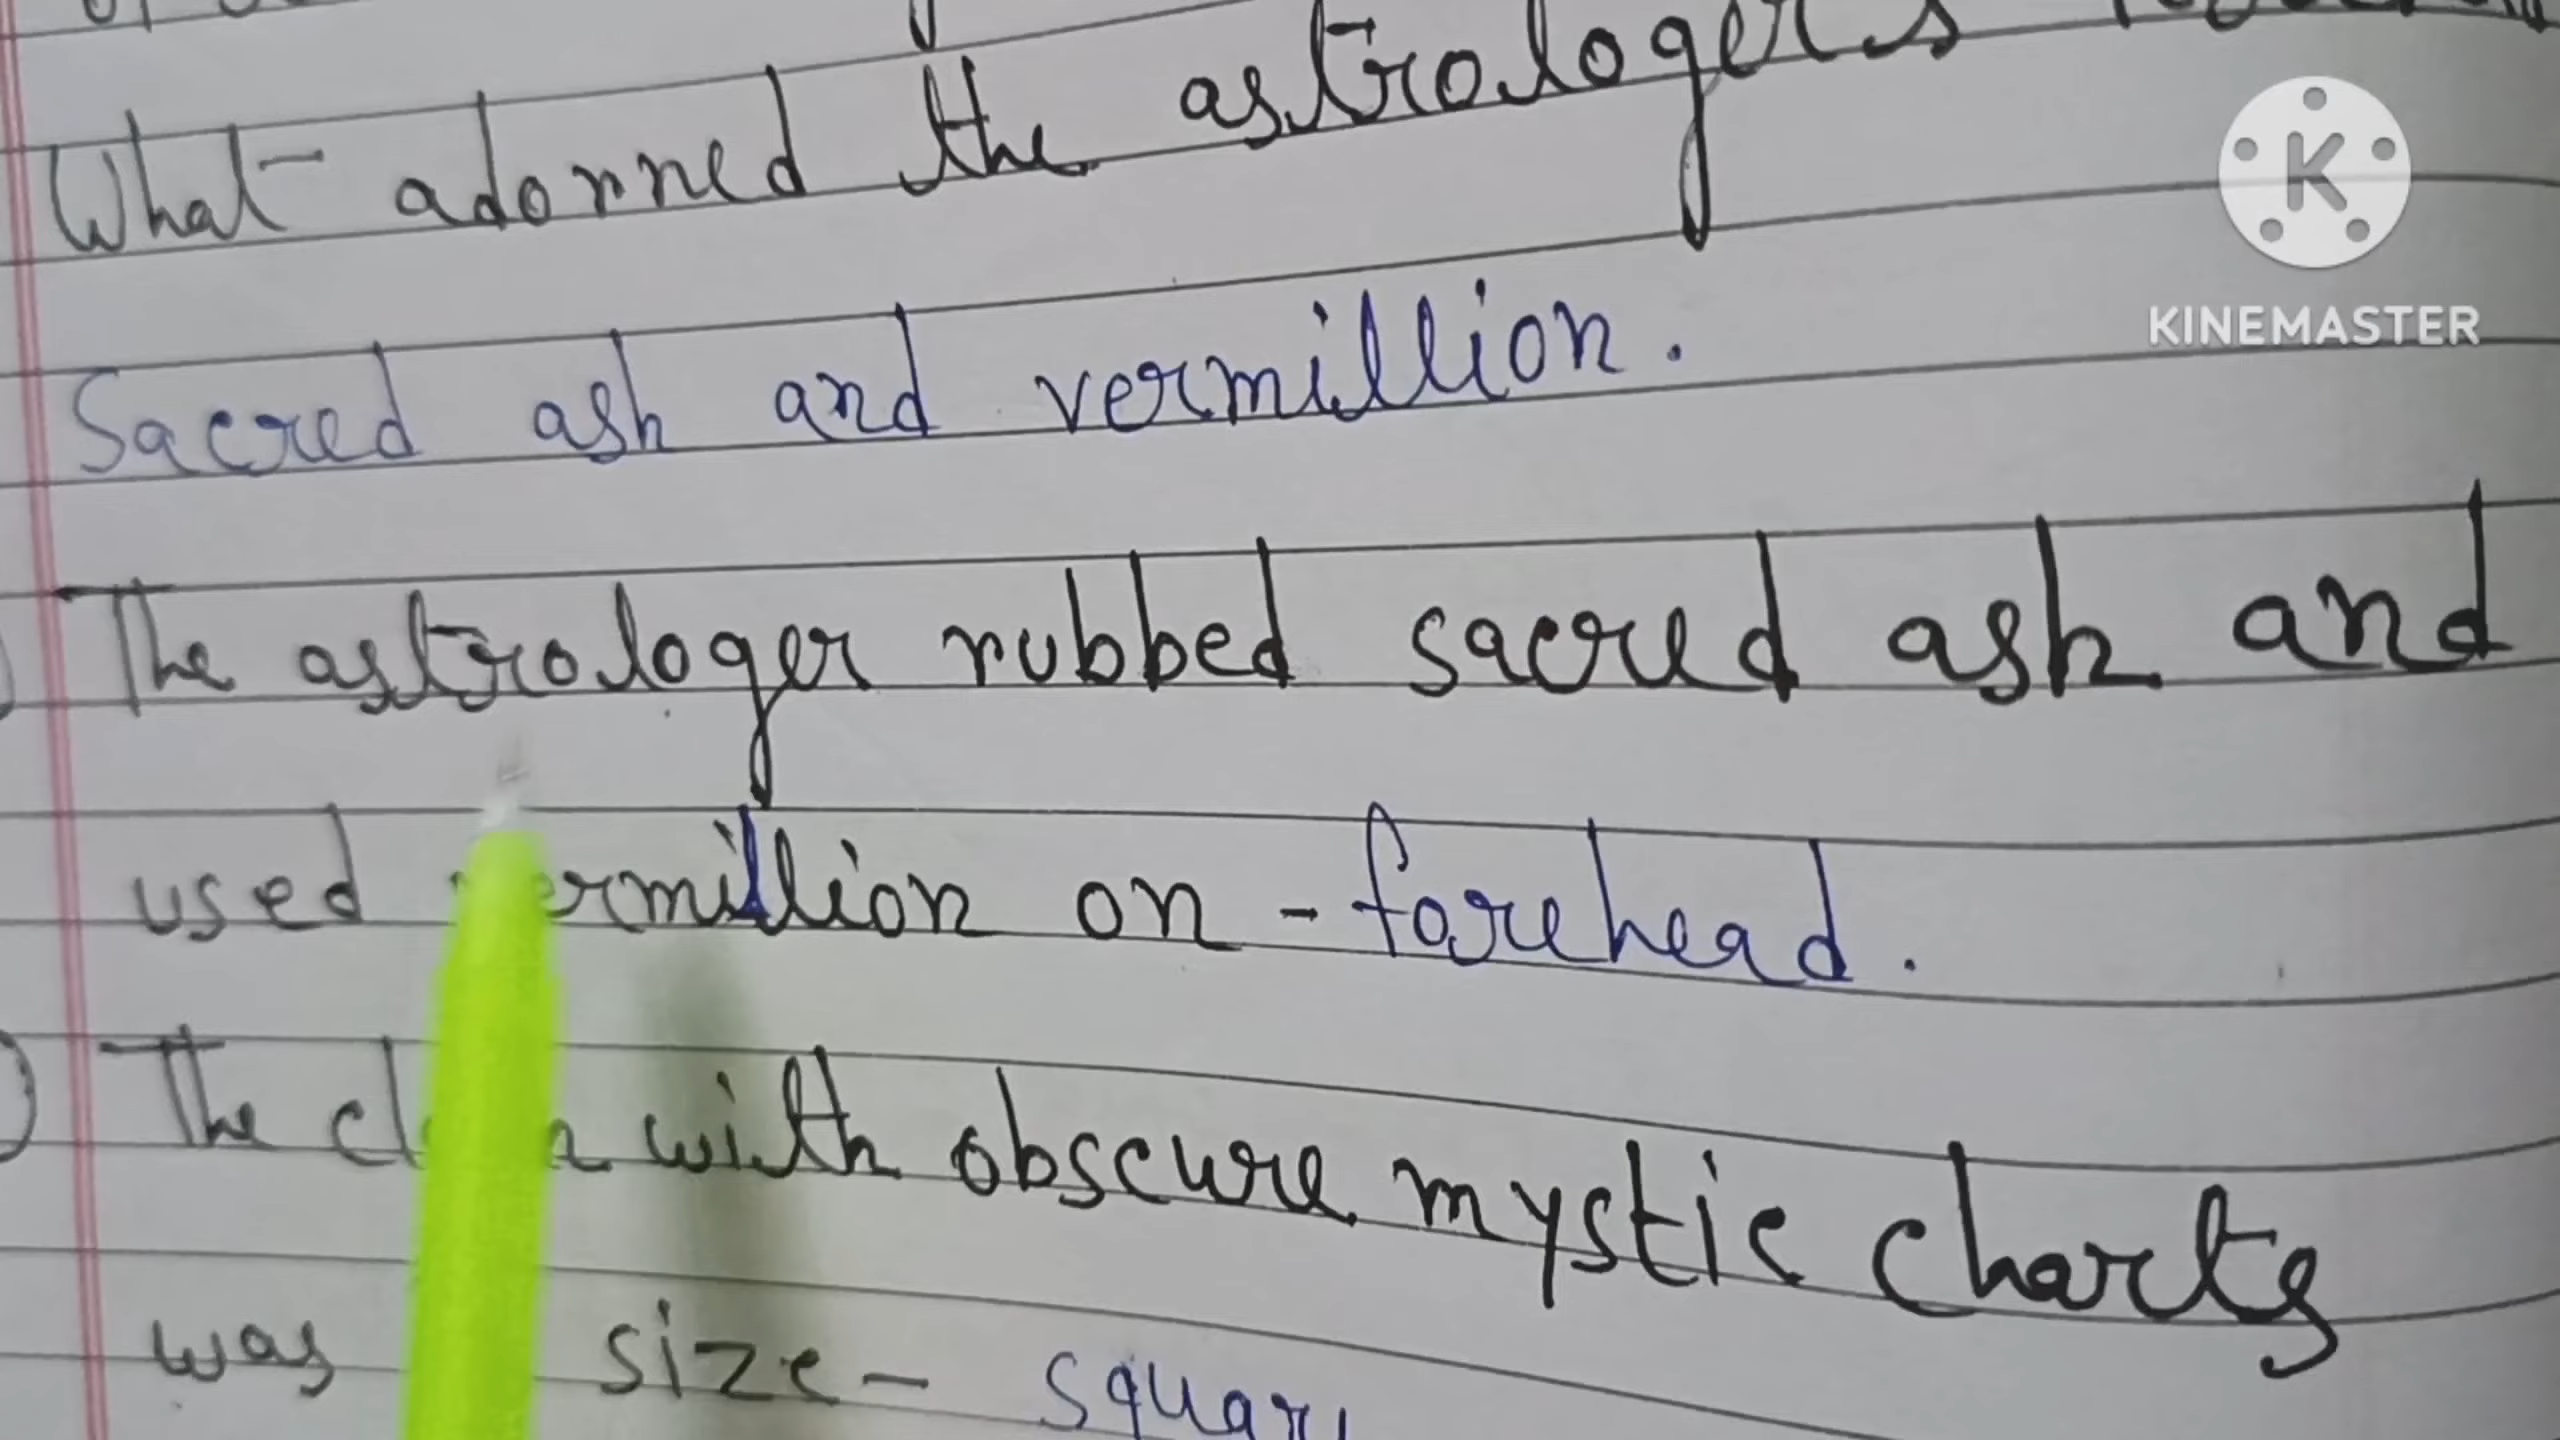 What adorned the astrologer's
Sacred ash and vermillion.
The astrologer rubbed sacred ash and
used vermillion on - forehead.
The with obscure mystic charts
was size - square
KINEMASTER